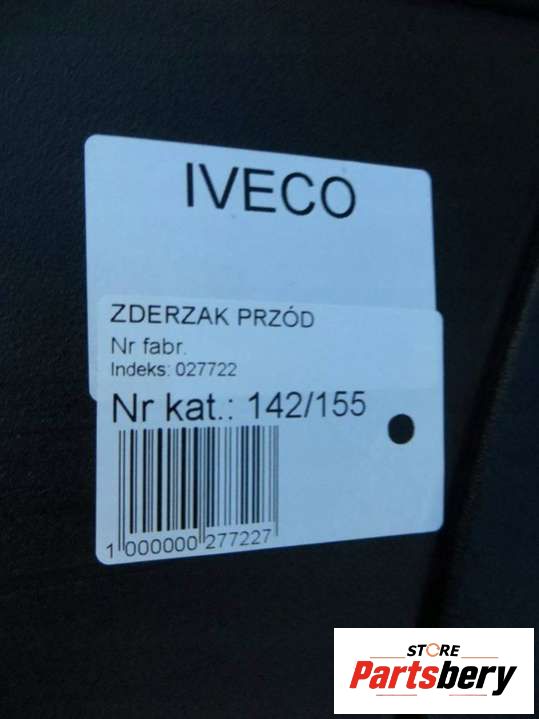 IVECO
ZDERZAK PRZÓD
Nr fabr.
Indeks: 027722
Nr kat.: 142/155
1 000000 277227
STORE
Partsbery